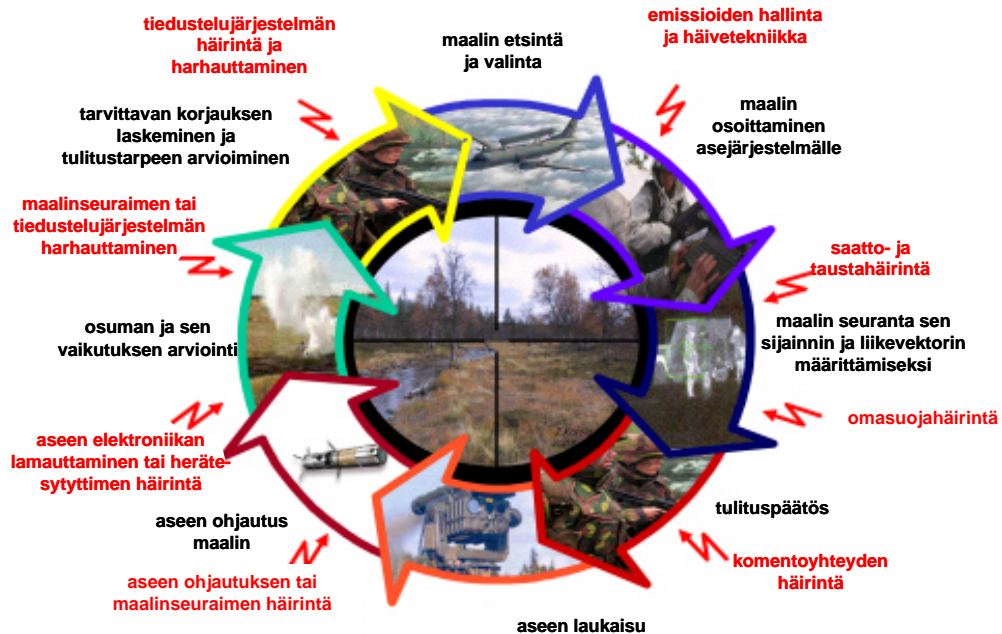 tiedustelujärjestelmän
häirintä ja
harhauttaminen
maalin etsintä
ja valinta
emissioiden hallinta
ja häivetekniikka
maalin
osoittaminen
asejärjestelmälle
saatto- ja
taustahäirintä
maalin seuranta sen
sijainnin ja liikevektorin
määrittämiseksi
omasuojahäirintä
tulituspäätös
komentoyhteyden
häirintä
aseen laukaisu
aseen ohjautuksen tai
maalinseuraimen häirintä
aseen ohjautus
maalin
aseen elektroniikan
lamauttaminen tai heräte-
sytyttimen häirintä
osuman ja sen
vaikutuksen arviointi
maalinseuraimen tai
tiedustelujärjestelmän
harhauttaminen
tarvittavan korjauksen
laskeminen ja
tulitustarpeen arvioiminen